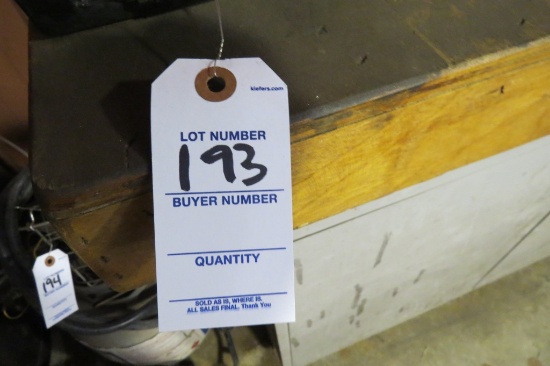 kiefers.com
LOT NUMBER
193
BUYER NUMBER
QUANTITY
SOLD AS IS, WHERE IS.
ALL SALES FINAL. Thank You
194